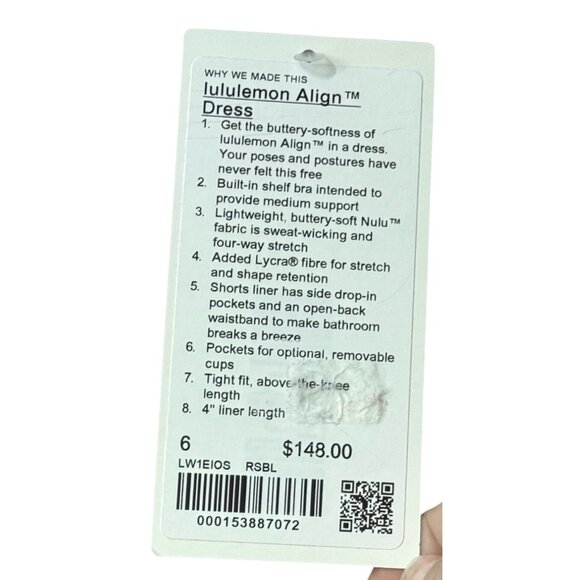 WHY WE MADE THIS
lululemon Align™
Dress
1. Get the buttery-softness of
lululemon Align™ in a dress.
Your poses and postures have
never felt this free
2. Built-in shelf bra intended to
provide medium support
3. Lightweight, buttery-soft Nulu™
fabric is sweat-wicking and
four-way stretch
4. Added Lycra® fibre for stretch
and shape retention
5. Shorts liner has side drop-in
pockets and an open-back
waistband to make bathroom
breaks a breeze
6. Pockets for optional, removable
cups
7. Tight fit, above-the-knee
length
8. 4" liner length
6 $148.00
LW1EIOS RSBL
000153887072